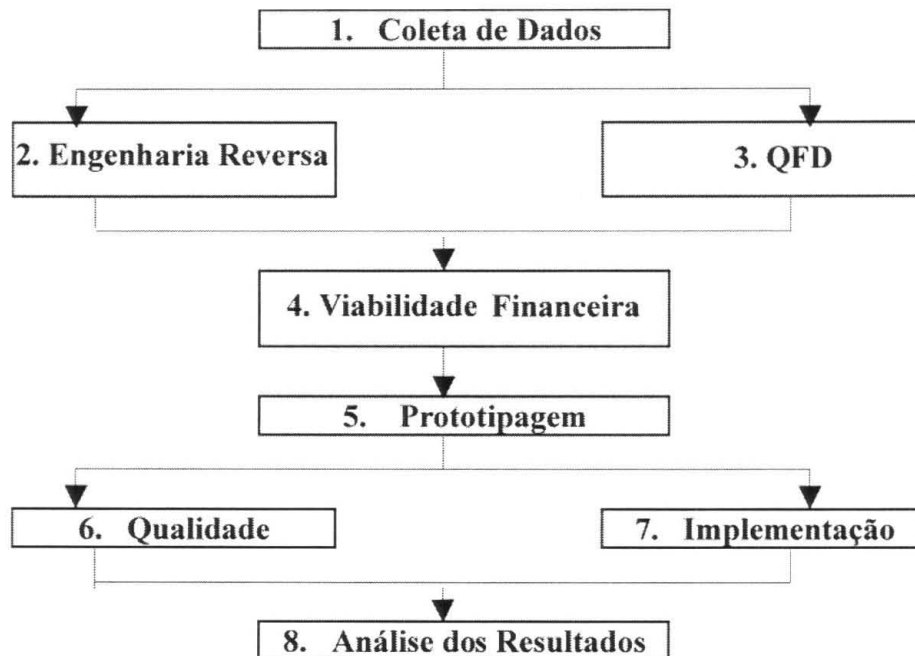 1. Coleta de Dados
2. Engenharia Reversa
3. QFD
4. Viabilidade Financeira
5. Prototipagem
6. Qualidade
7. Implementação
8. Análise dos Resultados